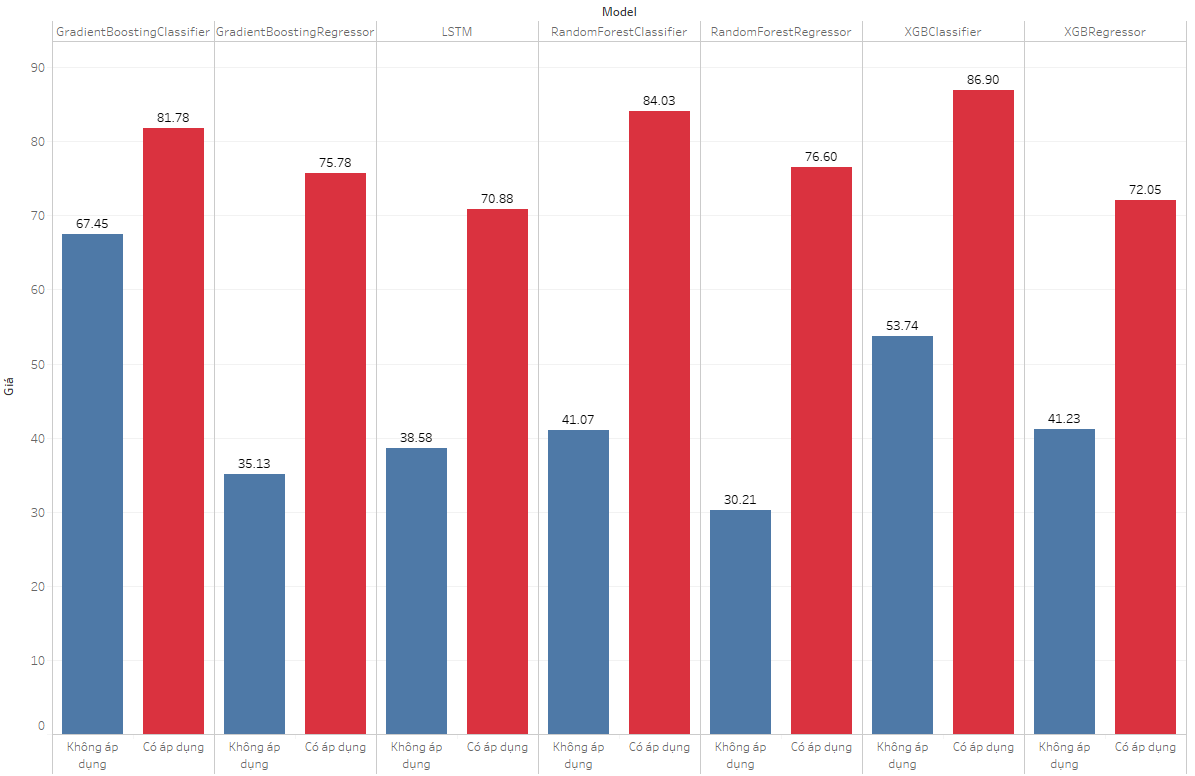 Model
GradientBoostingClassifier GradientBoostingRegressor LSTM RandomForestClassifier RandomForestRegressor XGBClassifier XGBRegressor
90
86.90
84.03
81.78
80
76.60
75.78
72.05
70.88
70
67.45
60
53.74
50
Giá
41.23
41.07
40
38.58
35.13
30.21
30
20
10
0
Không áp dụng
Có áp dụng
Không áp dụng
Có áp dụng
Không áp dụng
Có áp dụng
Không áp dụng
Có áp dụng
Không áp dụng
Có áp dụng
Không áp dụng
Có áp dụng
Không áp dụng
Có áp dụng